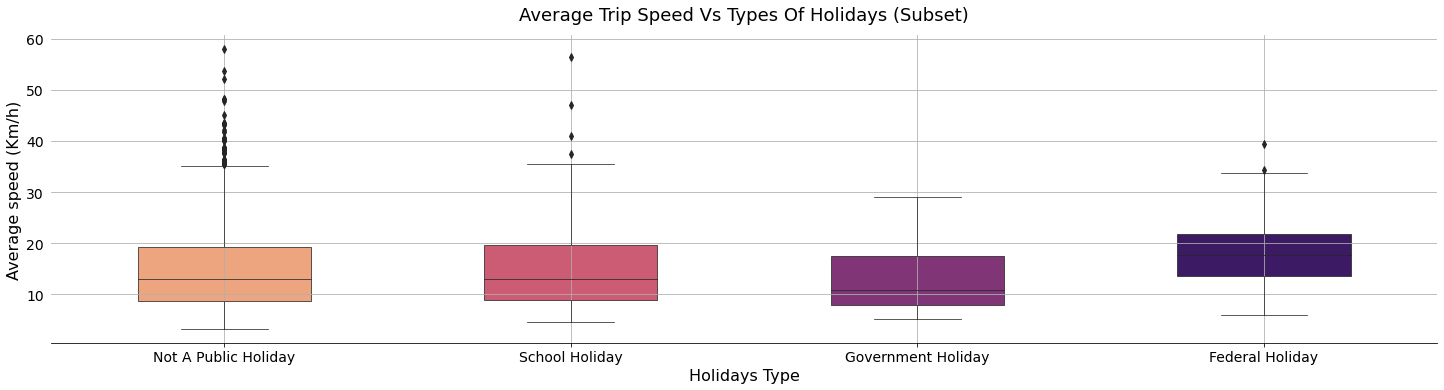 Average Trip Speed Vs Types Of Holidays (Subset)
Average speed (Km/h)
60
50
40
30
20
10
Not A Public Holiday
School Holiday
Government Holiday
Federal Holiday
Holidays Type